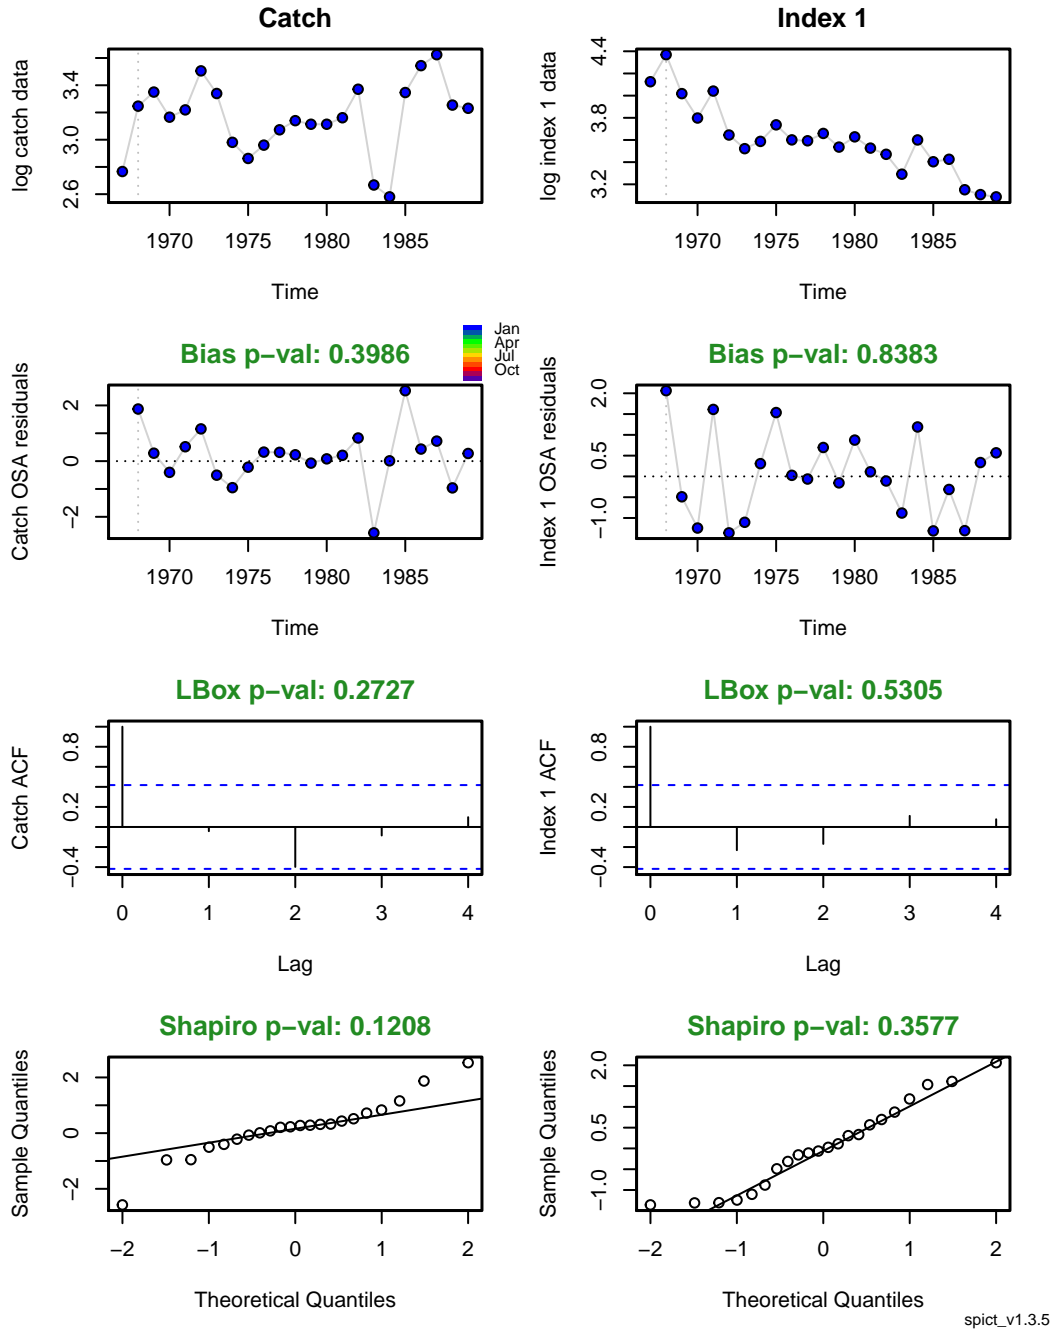 Catch
log catch data
2.6 3.0 3.4
1970 1975 1980 1985
Time
Index 1
log index 1 data
3.2 3.8 4.4
1970 1975 1980 1985
Time
Bias p−val: 0.3986
Jan
Apr
Jul
Oct
Catch OSA residuals
−2 0 2
1970 1975 1980 1985
Time
Bias p−val: 0.8383
Index 1 OSA residuals
−1.0 0.5 2.0
1970 1975 1980 1985
Time
LBox p−val: 0.2727
Catch ACF
−0.4 0.2 0.8
0 1 2 3 4
Lag
LBox p−val: 0.5305
Index 1 ACF
−0.4 0.2 0.8
0 1 2 3 4
Lag
Shapiro p−val: 0.1208
Sample Quantiles
−2 0 2
−2 −1 0 1 2
Theoretical Quantiles
Shapiro p−val: 0.3577
Sample Quantiles
−1.0 0.5 2.0
−2 −1 0 1 2
Theoretical Quantiles
spict_v1.3.5